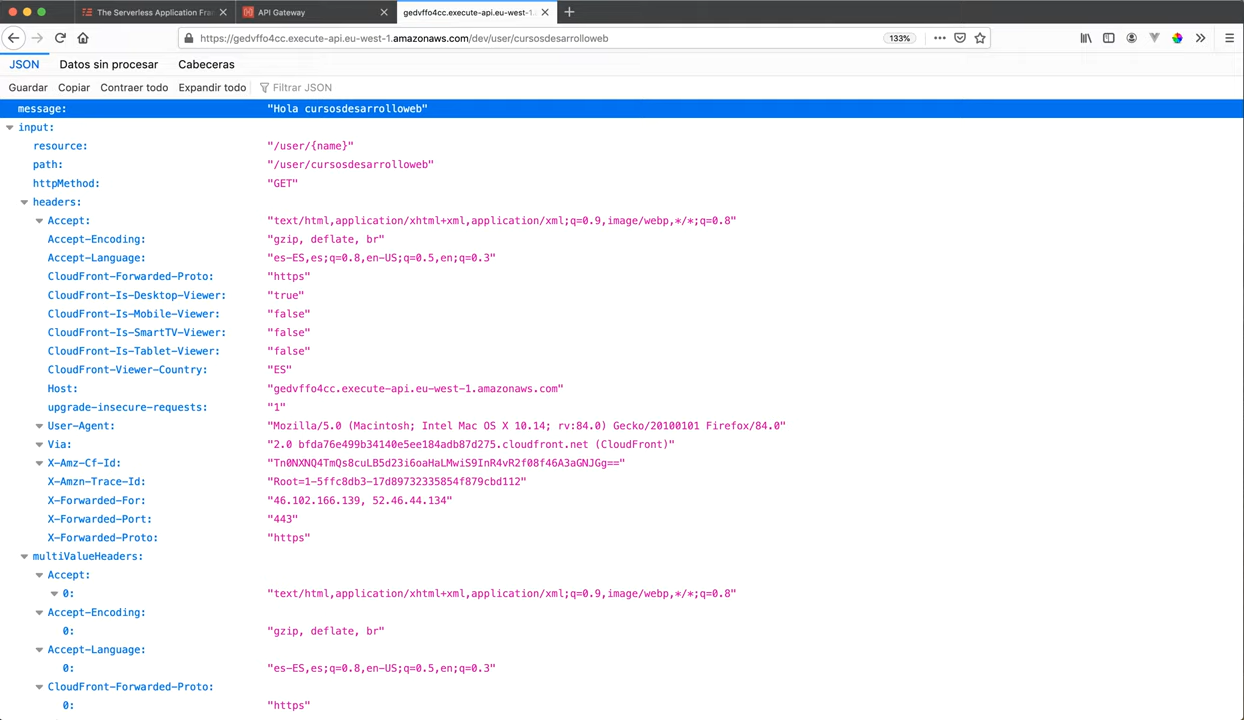 The Serverless Application Fra
API Gateway
gedvffo4cc.execute-api.eu-west-1.
https://gedvffo4cc.execute-api.eu-west-1.amazonaws.com/dev/user/cursosdesarrolloweb
133%
JSON Datos sin procesar Cabeceras
Guardar Copiar Contraer todo Expandir todo Filtrar JSON
message: "Hola cursosdesarrolloweb"
input:
resource: "/user/{name}"
path: "/user/cursosdesarrolloweb"
httpMethod: "GET"
headers:
Accept: "text/html,application/xhtml+xml,application/xml;q=0.9,image/webp,*/*;q=0.8"
Accept-Encoding: "gzip, deflate, br"
Accept-Language: "es-ES,es;q=0.8,en-US;q=0.5,en;q=0.3"
CloudFront-Forwarded-Proto: "https"
CloudFront-Is-Desktop-Viewer: "true"
CloudFront-Is-Mobile-Viewer: "false"
CloudFront-Is-SmartTV-Viewer: "false"
CloudFront-Is-Tablet-Viewer: "false"
CloudFront-Viewer-Country: "ES"
Host: "gedvffo4cc.execute-api.eu-west-1.amazonaws.com"
upgrade-insecure-requests: "1"
User-Agent: "Mozilla/5.0 (Macintosh; Intel Mac OS X 10.14; rv:84.0) Gecko/20100101 Firefox/84.0"
Via: "2.0 bfda76e499b34140e5ee184adb87d275.cloudfront.net (CloudFront)"
X-Amz-Cf-Id: "Tn0NXNQ4TmQs8cuLB5d23i6oaHaLMwiS9InR4vR2f08f46A3aGNJGg=="
X-Amzn-Trace-Id: "Root=1-5ffc8db3-17d89732335854f879cbd112"
X-Forwarded-For: "46.102.166.139, 52.46.44.134"
X-Forwarded-Port: "443"
X-Forwarded-Proto: "https"
multiValueHeaders:
Accept:
0: "text/html,application/xhtml+xml,application/xml;q=0.9,image/webp,*/*;q=0.8"
Accept-Encoding:
0: "gzip, deflate, br"
Accept-Language:
0: "es-ES,es;q=0.8,en-US;q=0.5,en;q=0.3"
CloudFront-Forwarded-Proto:
0: "https"